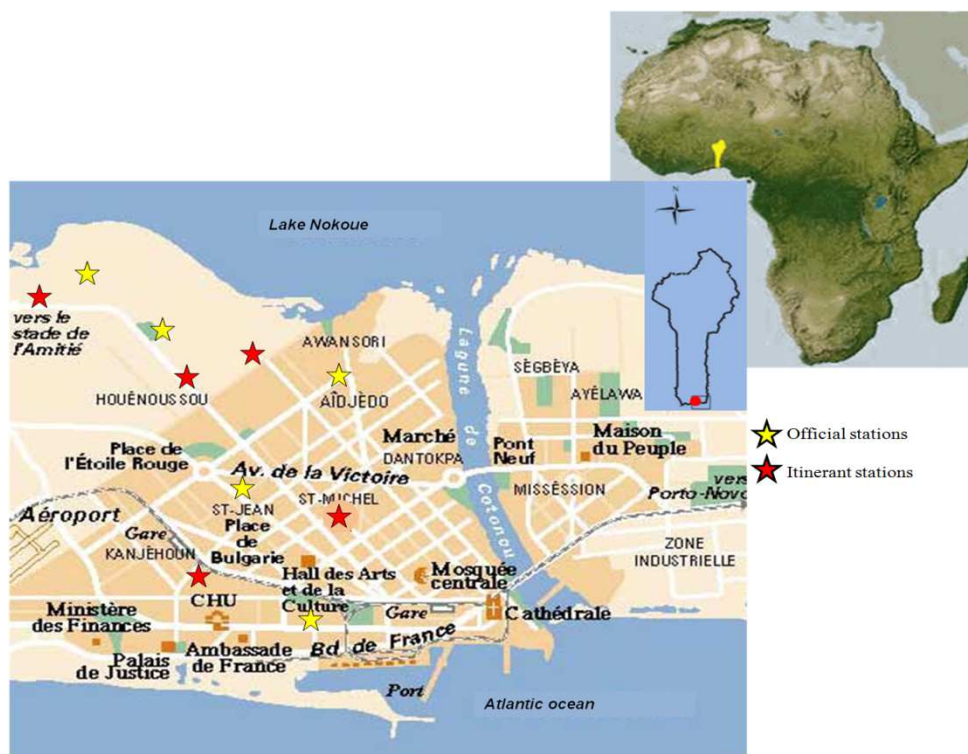 Lake Nokoue
N
vers le
stade de
l'Amitié
AWANSORI
HOUÉNOUSSOU
AÏDJÈDO
Lagune de Cotonou
SÈGBÈYA
AYÉLAWA
Place de
l'Étoile Rouge
Marché
DANTOKPA
Pont
Neuf
Maison
du Peuple
Av. de la Victoire
ST-MICHEL
ST-JEAN
MISSÉSSION
vers
Porto-Novo
Aéroport
Gare
KANJÈHOUN
Place
de
Bulgarie
ZONE
INDUSTRIELLE
Hall des Arts
et de la
Culture
Mosquée
centrale
CHU
Gare
Cathédrale
Ministère
des Finances
Bd de France
Palais
de Justice
Ambassade
de France
Port
Atlantic ocean
Official stations
Itinerant stations